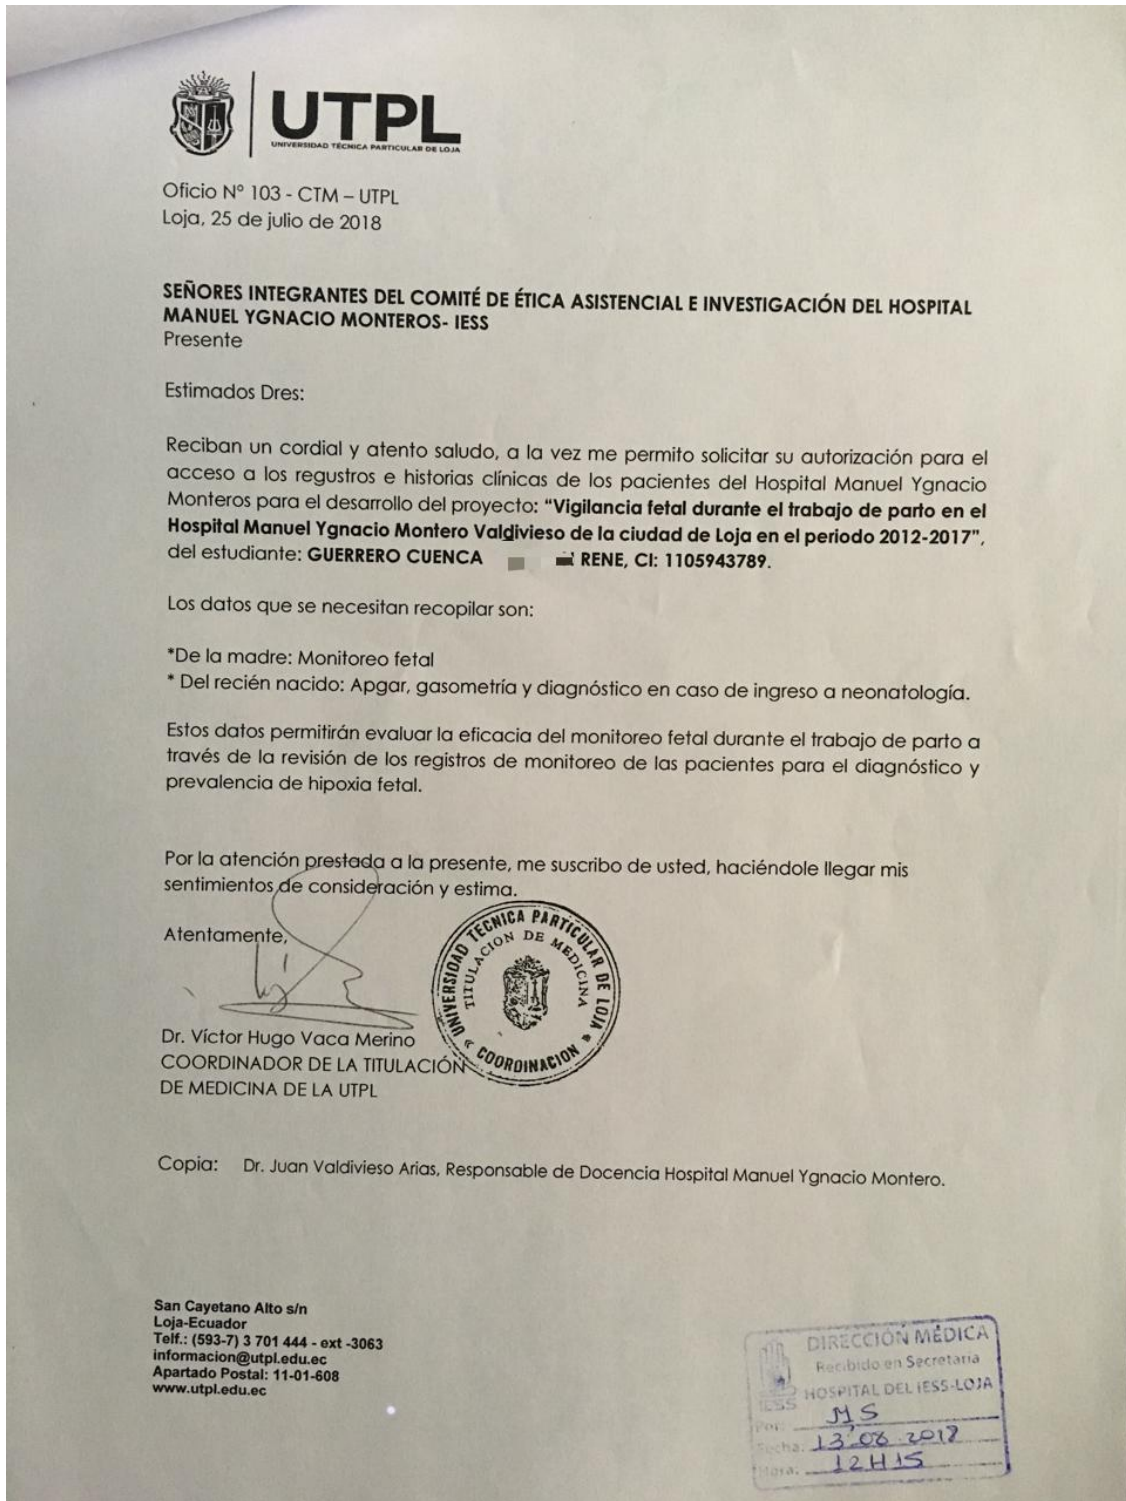 UTPL
UNIVERSIDAD TÉCNICA PARTICULAR DE LOJA
Oficio Nº 103 - CTM – UTPL
Loja, 25 de julio de 2018
SEÑORES INTEGRANTES DEL COMITÉ DE ÉTICA ASISTENCIAL E INVESTIGACIÓN DEL HOSPITAL
MANUEL YGNACIO MONTEROS- IESS
Presente
Estimados Dres:
Reciban un cordial y atento saludo, a la vez me permito solicitar su autorización para el
acceso a los regustros e historias clínicas de los pacientes del Hospital Manuel Ygnacio
Monteros para el desarrollo del proyecto: “Vigilancia fetal durante el trabajo de parto en el
Hospital Manuel Ygnacio Montero Valdivieso de la ciudad de Loja en el periodo 2012-2017”,
del estudiante: GUERRERO CUENCA RENE, CI: 1105943789.
Los datos que se necesitan recopilar son:
*De la madre: Monitoreo fetal
* Del recién nacido: Apgar, gasometría y diagnóstico en caso de ingreso a neonatología.
Estos datos permitirán evaluar la eficacia del monitoreo fetal durante el trabajo de parto a
través de la revisión de los registros de monitoreo de las pacientes para el diagnóstico y
prevalencia de hipoxia fetal.
Por la atención prestada a la presente, me suscribo de usted, haciéndole llegar mis
sentimientos de consideración y estima.
Atentamente,
UNIVERSIDAD TECNICA PARTICULAR DE LOJA
TITULACION DE MEDICINA
« COORDINACION »
Dr. Víctor Hugo Vaca Merino
COORDINADOR DE LA TITULACIÓN
DE MEDICINA DE LA UTPL
Copia: Dr. Juan Valdivieso Arias, Responsable de Docencia Hospital Manuel Ygnacio Montero.
San Cayetano Alto s/n
Loja-Ecuador
Telf.: (593-7) 3 701 444 - ext -3063
informacion@utpl.edu.ec
Apartado Postal: 11-01-608
www.utpl.edu.ec
DIRECCIÓN MÉDICA
Recibido en Secretaría
HOSPITAL DEL IESS-LOJA
IESS
Por: MS
Fecha: 13-08-2018
Hora: 12H15